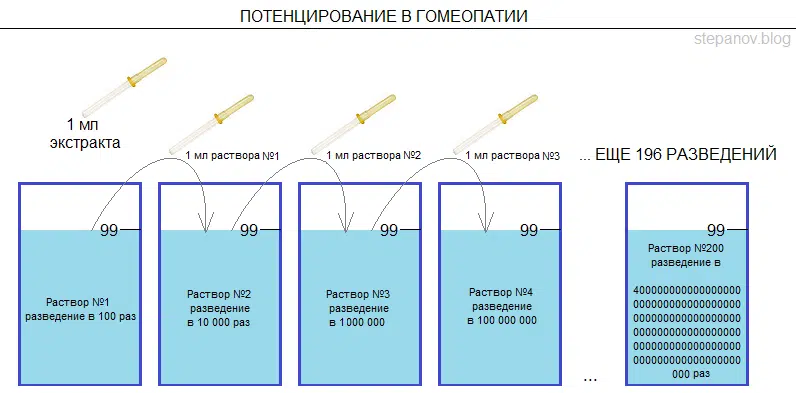 ПОТЕНЦИРОВАНИЕ В ГОМЕОПАТИИ
stepanov.blog
1 мл
экстракта
1 мл раствора №1
1 мл раствора №2
1 мл раствора №3
... ЕЩЕ 196 РАЗВЕДЕНИЙ
99
99
99
99
99
Раствор №1
разведение в 100 раз
Раствор №2
разведение
в 10 000 раз
Раствор №3
разведение
в 1 000 000
Раствор №4
разведение
в 100 000 000
...
Раствор №200
разведение в
400000000000000000
000000000000000000
000000000000000000
000000000000000000
000000000000000000
000000000000000000
000 раз